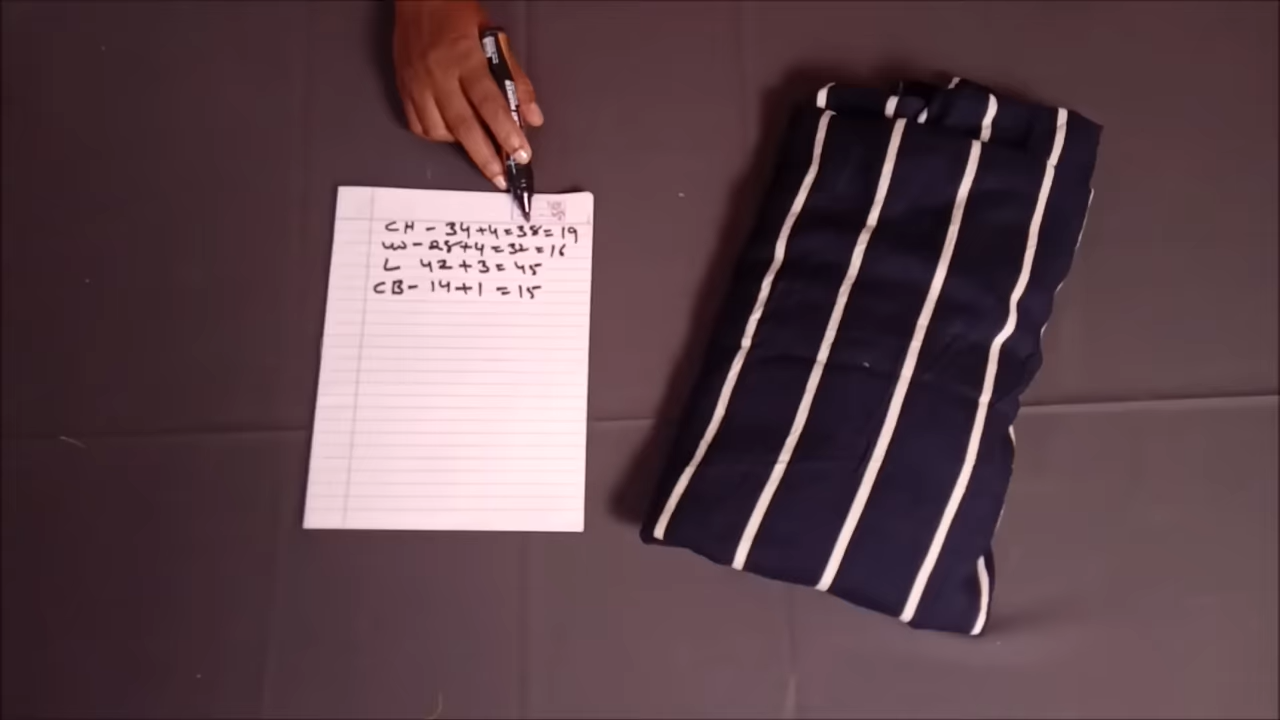 CH - 34+4=38=19
W - 28+4=32=16
L 42+3=45
CB - 14+1 =15